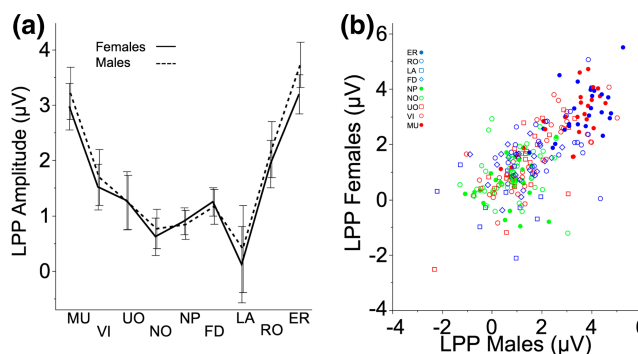 (a)
Females
Males
LPP Amplitude (µV)
4
3
2
1
0
MU VI UO NO NP FD LA RO ER
(b)
ER
RO
LA
FD
NP
NO
UO
VI
MU
LPP Females (µV)
6
4
2
0
-2
-4
-4 -2 0 2 4
LPP Males (µV)